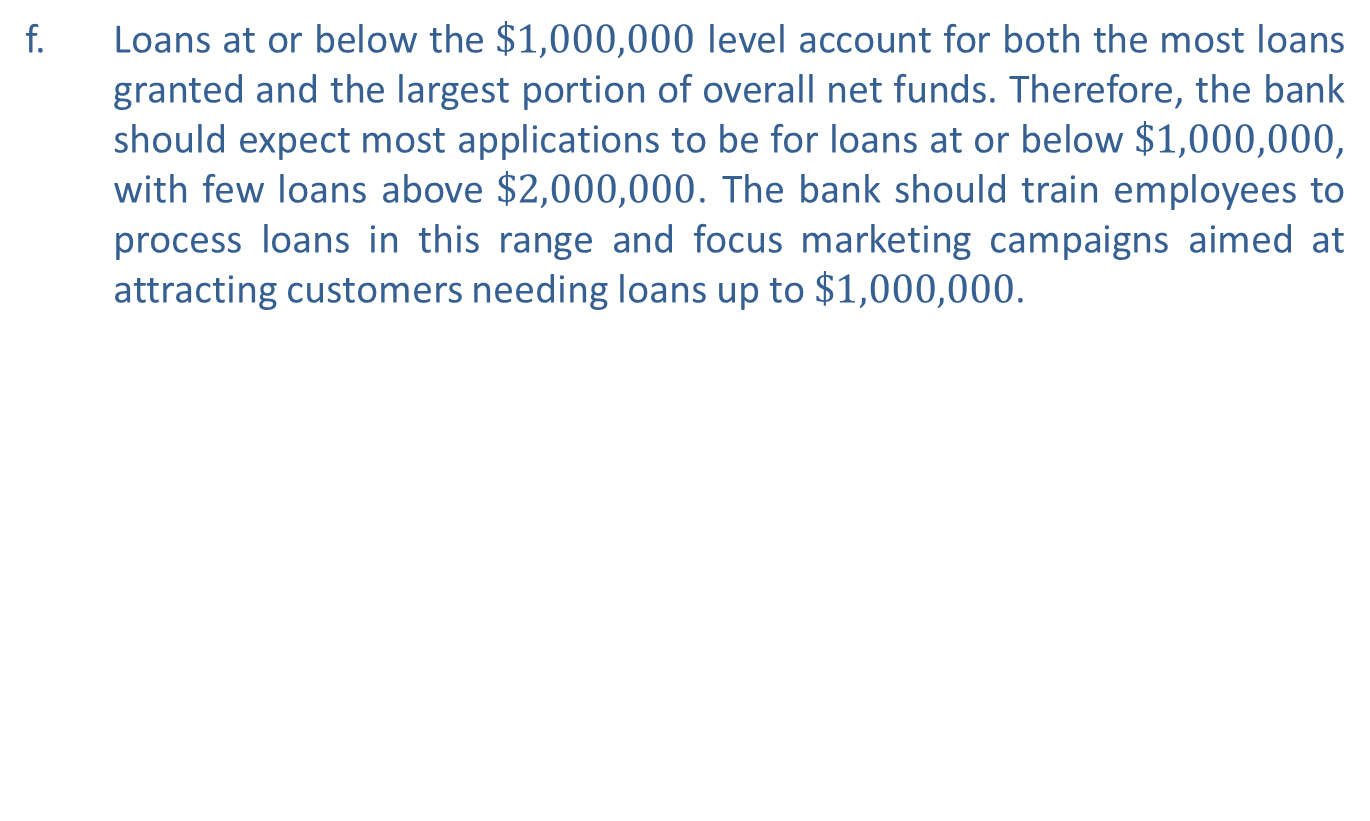 f. Loans at or below the $1,000,000 level account for both the most loans
granted and the largest portion of overall net funds. Therefore, the bank
should expect most applications to be for loans at or below $1,000,000,
with few loans above $2,000,000. The bank should train employees to
process loans in this range and focus marketing campaigns aimed at
attracting customers needing loans up to $1,000,000.